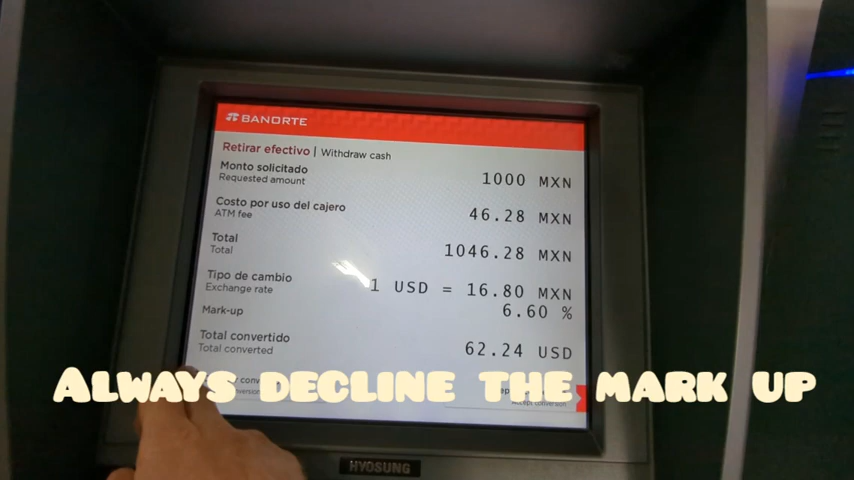 BANORTE
Retirar efectivo | Withdraw cash
Monto solicitado
Requested amount
1000 MXN
Costo por uso del cajero
ATM fee
46.28 MXN
Total
Total
1046.28 MXN
Tipo de cambio
Exchange rate
1 USD = 16.80 MXN
Mark-up
6.60 %
Total convertido
Total converted
62.24 USD
Accept conversion
ALWAYS DECLINE THE MARK UP
HYOSUNG